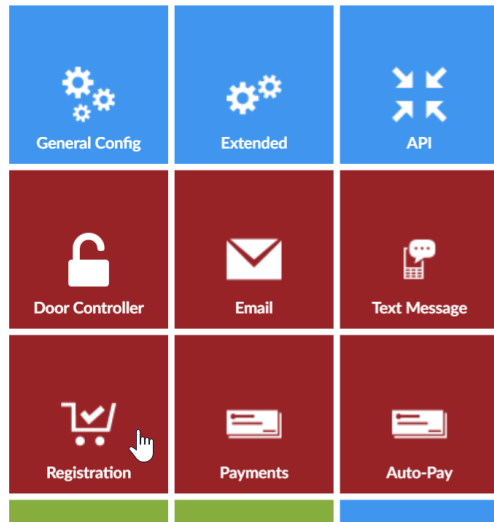 General Config
Extended
API
Door Controller
Email
Text Message
Registration
Payments
Auto-Pay